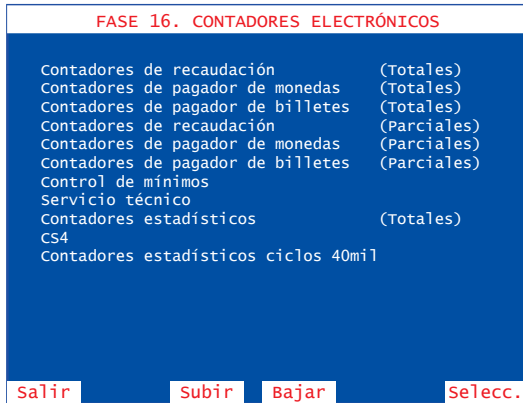 FASE 16. CONTADORES ELECTRÓNICOS
Contadores de recaudación (Totales)
Contadores de pagador de monedas (Totales)
Contadores de pagador de billetes (Totales)
Contadores de recaudación (Parciales)
Contadores de pagador de monedas (Parciales)
Contadores de pagador de billetes (Parciales)
Control de mínimos
Servicio técnico
Contadores estadísticos (Totales)
CS4
Contadores estadísticos ciclos 40mil
Salir Subir Bajar Selecc.